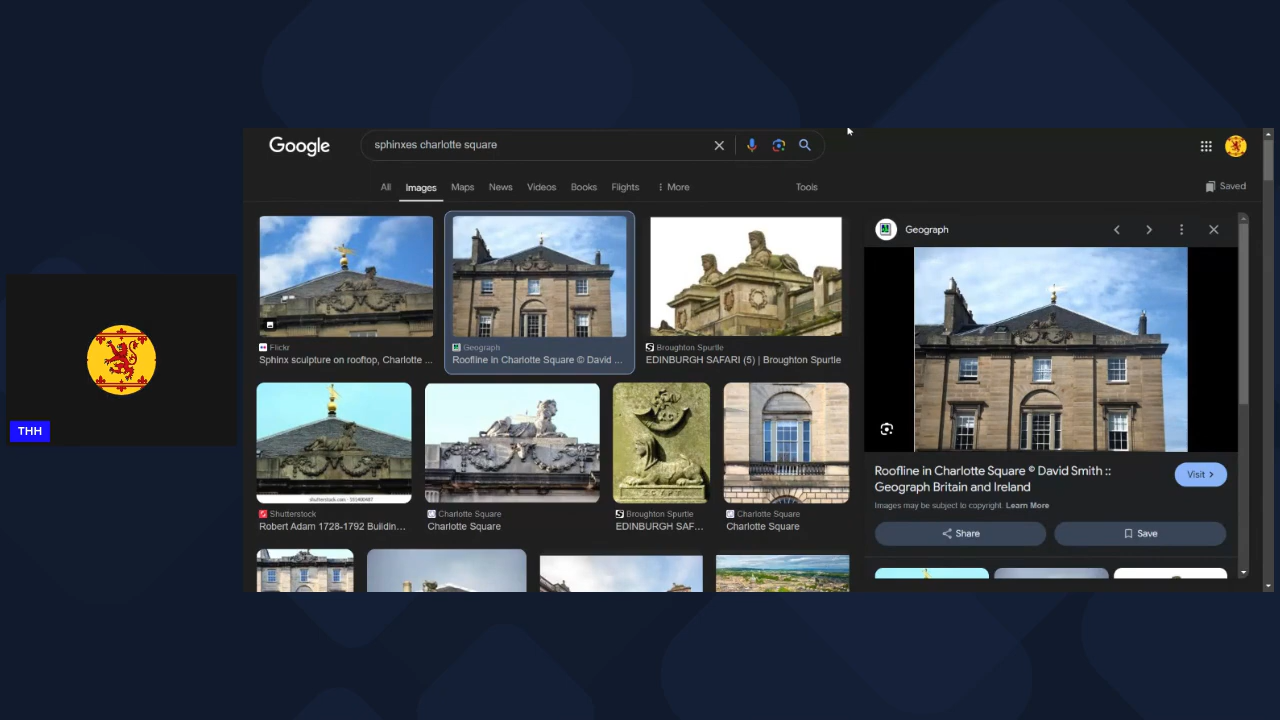 Google
sphinxes charlotte square
All
Images
Maps
News
Videos
Books
Flights
More
Tools
Saved
Flickr
Sphinx sculpture on rooftop, Charlotte ...
Geograph
Roofline in Charlotte Square © David ...
Broughton Spurtle
EDINBURGH SAFARI (5) | Broughton Spurtle
Shutterstock
Robert Adam 1728-1792 Buildin...
Charlotte Square
Charlotte Square
Broughton Spurtle
EDINBURGH SAF...
Charlotte Square
Charlotte Square
Geograph
Roofline in Charlotte Square © David Smith ::
Geograph Britain and Ireland
Visit
Images may be subject to copyright. Learn More
Share
Save
THH